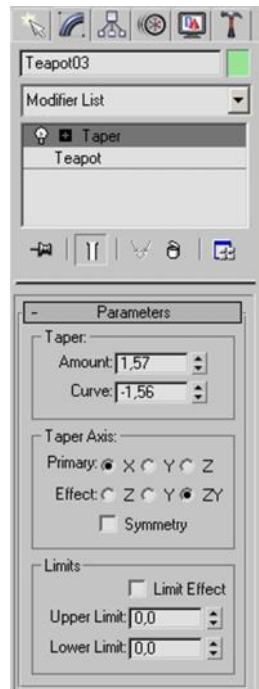 Teapot03
Modifier List
Taper
Teapot
- Parameters
Taper:
Amount: 1,57
Curve: -1,56
Taper Axis:
Primary: X Y Z
Effect: Z Y ZY
Symmetry
Limits
Limit Effect
Upper Limit: 0,0
Lower Limit: 0,0